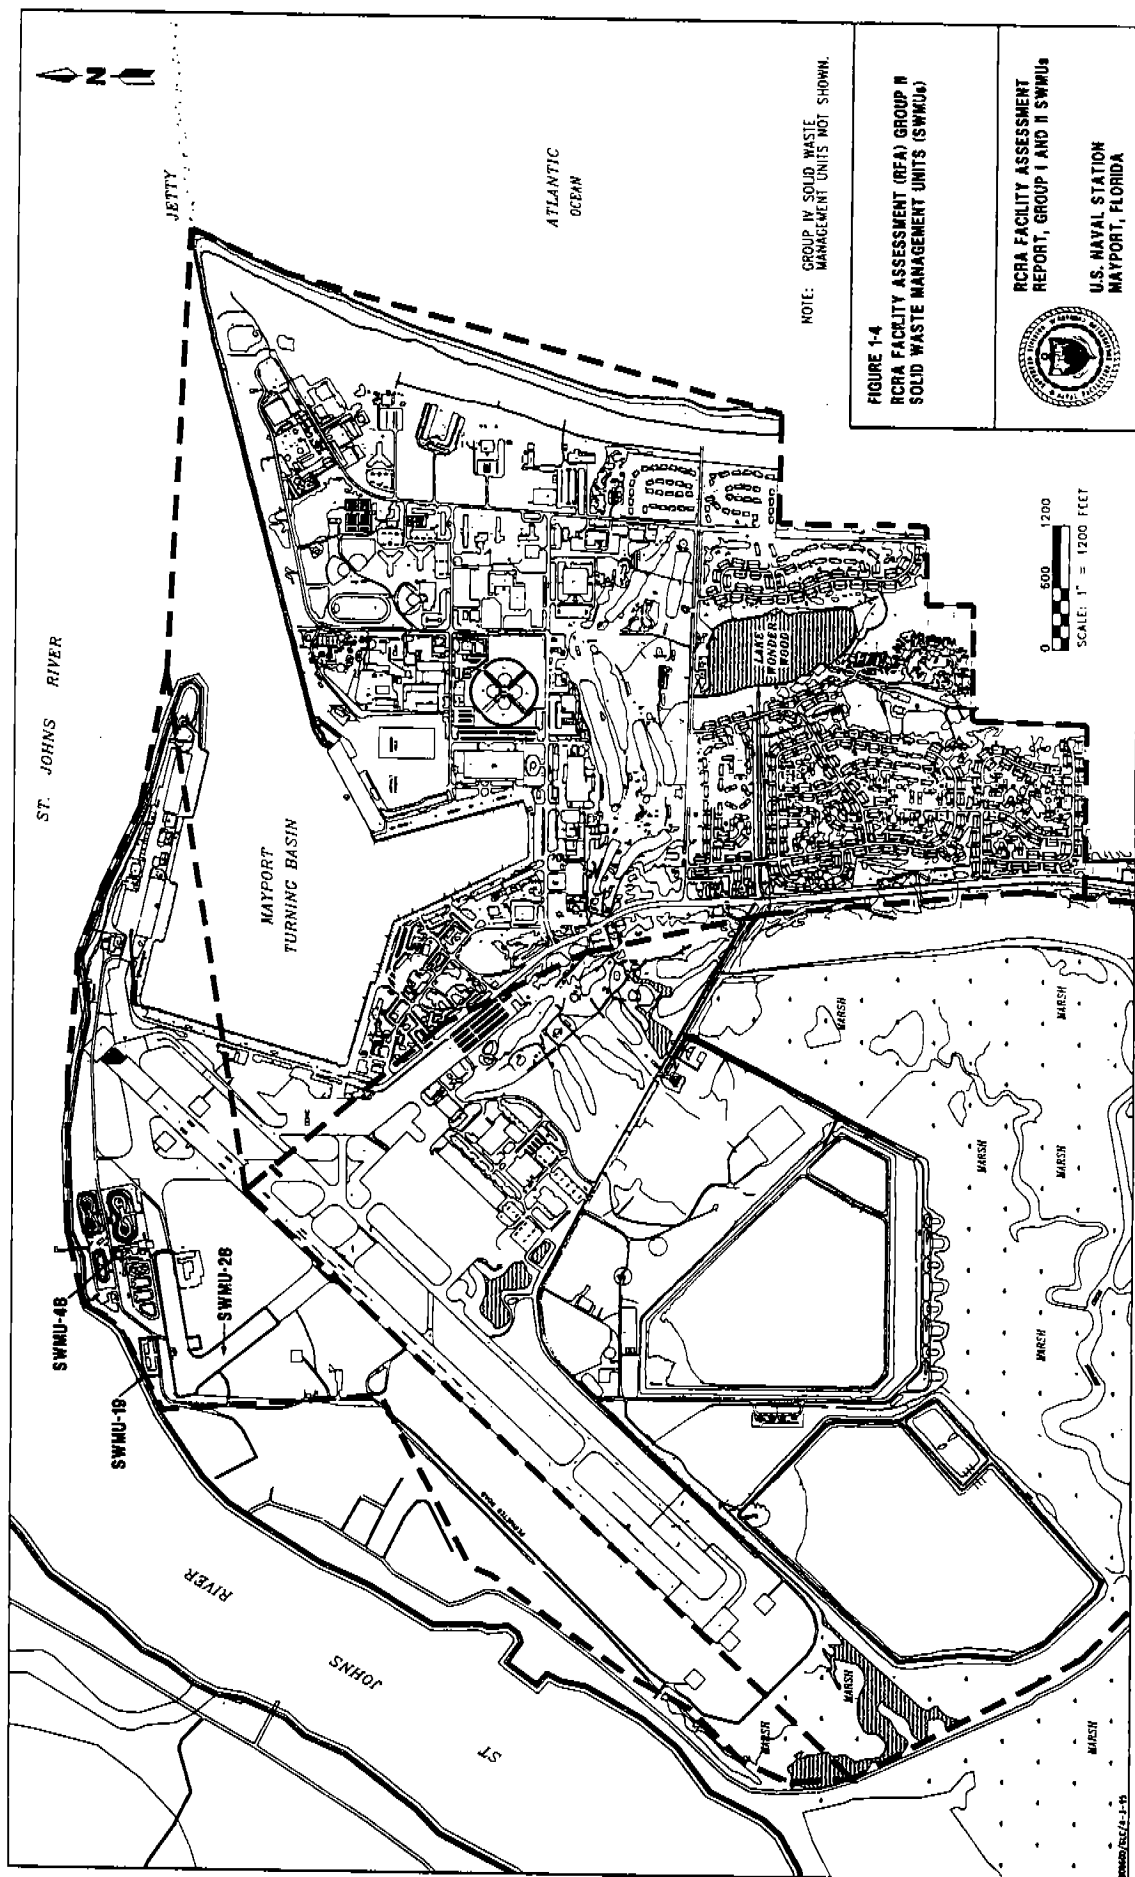 N
JETTY
ST. JOHNS RIVER
ATLANTIC
OCEAN
MAYPORT
TURNING BASIN
SWMU-48
SWMU-28
SWMU-19
RIVER
JOHNS
ST
LAKE
WONDER-
WOOD
MARSH
MARSH
MARSH
MARSH
MARSH
MARSH
MARSH
MARSH
NOTE: GROUP IV SOLID WASTE
MANAGEMENT UNITS NOT SHOWN.
0 600 1200
SCALE: 1" = 1200 FEET
FIGURE 1-4
RCRA FACILITY ASSESSMENT (RFA) GROUP II
SOLID WASTE MANAGEMENT UNITS (SWMUs)
RCRA FACILITY ASSESSMENT
REPORT, GROUP I AND II SWMUs
U.S. NAVAL STATION
MAYPORT, FLORIDA